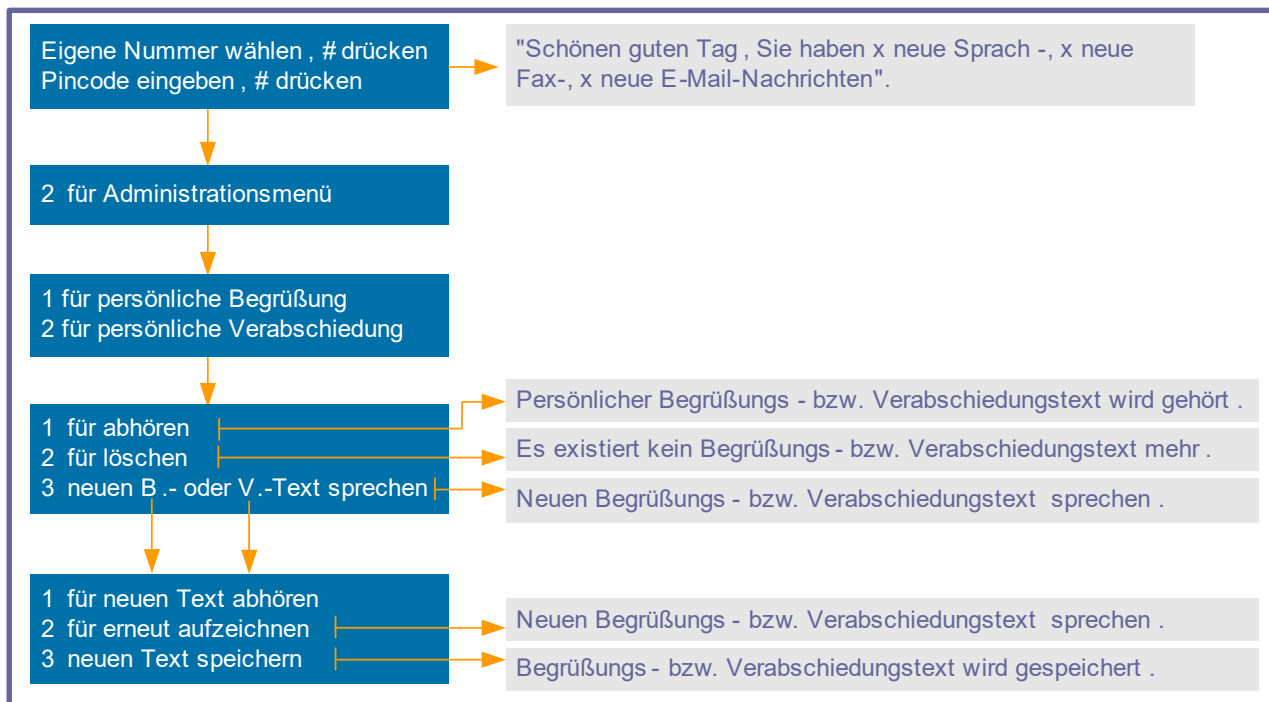 Eigene Nummer wählen , # drücken
Pincode eingeben , # drücken
"Schönen guten Tag , Sie haben x neue Sprach -, x neue
Fax-, x neue E-Mail-Nachrichten".
2 für Administrationsmenü
1 für persönliche Begrüßung
2 für persönliche Verabschiedung
1 für abhören
2 für löschen
3 neuen B .- oder V.-Text sprechen
Persönlicher Begrüßungs - bzw. Verabschiedungstext wird gehört .
Es existiert kein Begrüßungs - bzw. Verabschiedungstext mehr .
Neuen Begrüßungs - bzw. Verabschiedungstext sprechen .
1 für neuen Text abhören
2 für erneut aufzeichnen
3 neuen Text speichern
Neuen Begrüßungs - bzw. Verabschiedungstext sprechen .
Begrüßungs - bzw. Verabschiedungstext wird gespeichert .